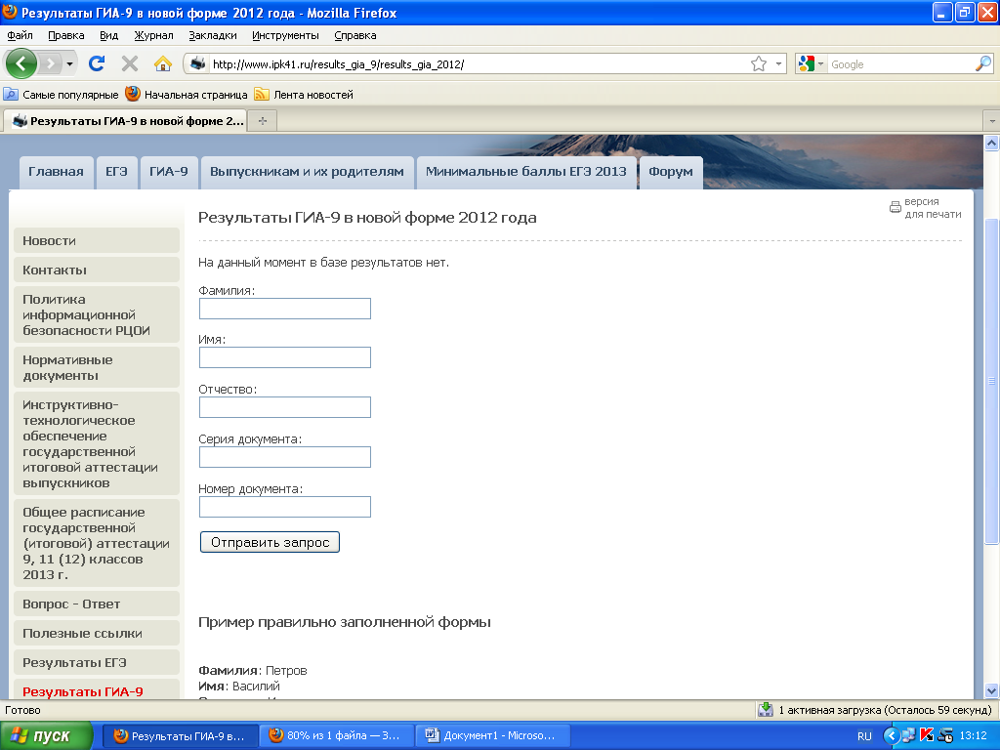 Результаты ГИА-9 в новой форме 2012 года - Mozilla Firefox
Файл Правка Вид Журнал Закладки Инструменты Справка
http://www.ipk41.ru/results_gia_9/results_gia_2012/
Google
Самые популярные Начальная страница Лента новостей
Результаты ГИА-9 в новой форме 2...
Главная ЕГЭ ГИА-9 Выпускникам и их родителям Минимальные баллы ЕГЭ 2013 Форум
версия
для печати
Новости
Контакты
Политика
информационной
безопасности РЦОИ
Нормативные
документы
Инструктивно-
технологическое
обеспечение
государственной
итоговой аттестации
выпускников
Общее расписание
государственной
(итоговой) аттестации
9, 11 (12) классов
2013 г.
Вопрос - Ответ
Полезные ссылки
Результаты ЕГЭ
Результаты ГИА-9
Результаты ГИА-9 в новой форме 2012 года
На данный момент в базе результатов нет.
Фамилия:
Имя:
Отчество:
Серия документа:
Номер документа:
Отправить запрос
Пример правильно заполненной формы
Фамилия: Петров
Имя: Василий
Готово
1 активная загрузка (Осталось 59 секунд)
пуск
Результаты ГИА-9 в...
80% из 1 файла — З...
Документ1 - Microso...
RU
13:12